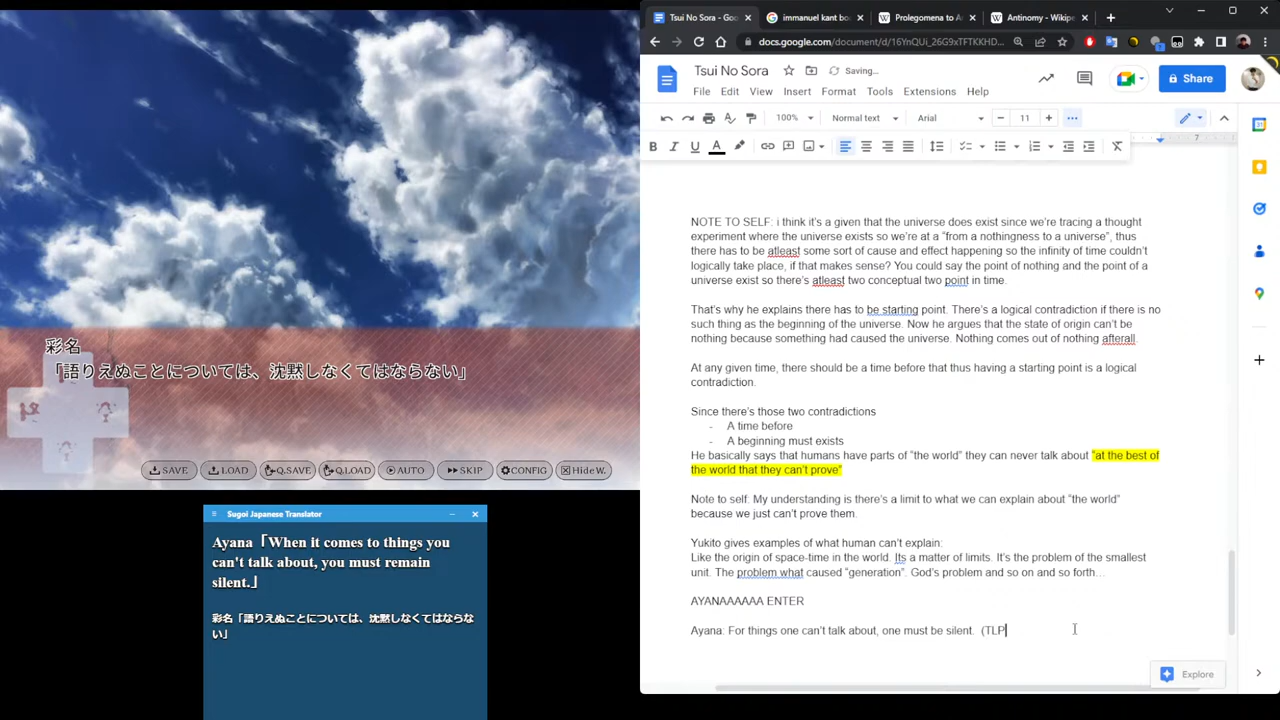 彩名
「語りえぬことについては、沈黙しなくてはならない」
SAVE
LOAD
Q.SAVE
Q.LOAD
AUTO
SKIP
CONFIG
Hide W.
Sugoi Japanese Translator
Ayana「When it comes to things you
can't talk about, you must remain
silent.」
彩名「語りえぬことについては、沈黙しなくてはならな
い」
Tsui No Sora - Goo
immanuel kant boo
Prolegomena to An
Antinomy - Wikipe
docs.google.com/document/d/16YnQUi_26G9xTFTKKHD...
Tsui No Sora
Saving...
Share
File Edit View Insert Format Tools Extensions Help
100% Normal text Arial 11
7
NOTE TO SELF: i think it's a given that the universe does exist since we're tracing a thought
experiment where the universe exists so we're at a "from a nothingness to a universe", thus
there has to be atleast some sort of cause and effect happening so the infinity of time couldn't
logically take place, if that makes sense? You could say the point of nothing and the point of a
universe exist so there's atleast two conceptual two point in time.
That's why he explains there has to be starting point. There's a logical contradiction if there is no
such thing as the beginning of the universe. Now he argues that the state of origin can't be
nothing because something had caused the universe. Nothing comes out of nothing afterall.
At any given time, there should be a time before that thus having a starting point is a logical
contradiction.
Since there's those two contradictions
- A time before
- A beginning must exists
He basically says that humans have parts of "the world" they can never talk about "at the best of
the world that they can't prove"
Note to self: My understanding is there's a limit to what we can explain about "the world"
because we just can't prove them.
Yukito gives examples of what human can't explain:
Like the origin of space-time in the world. Its a matter of limits. It's the problem of the smallest
unit. The problem what caused "generation". God's problem and so on and so forth...
AYANAAAAAA ENTER
Ayana: For things one can't talk about, one must be silent. (TLP
Explore